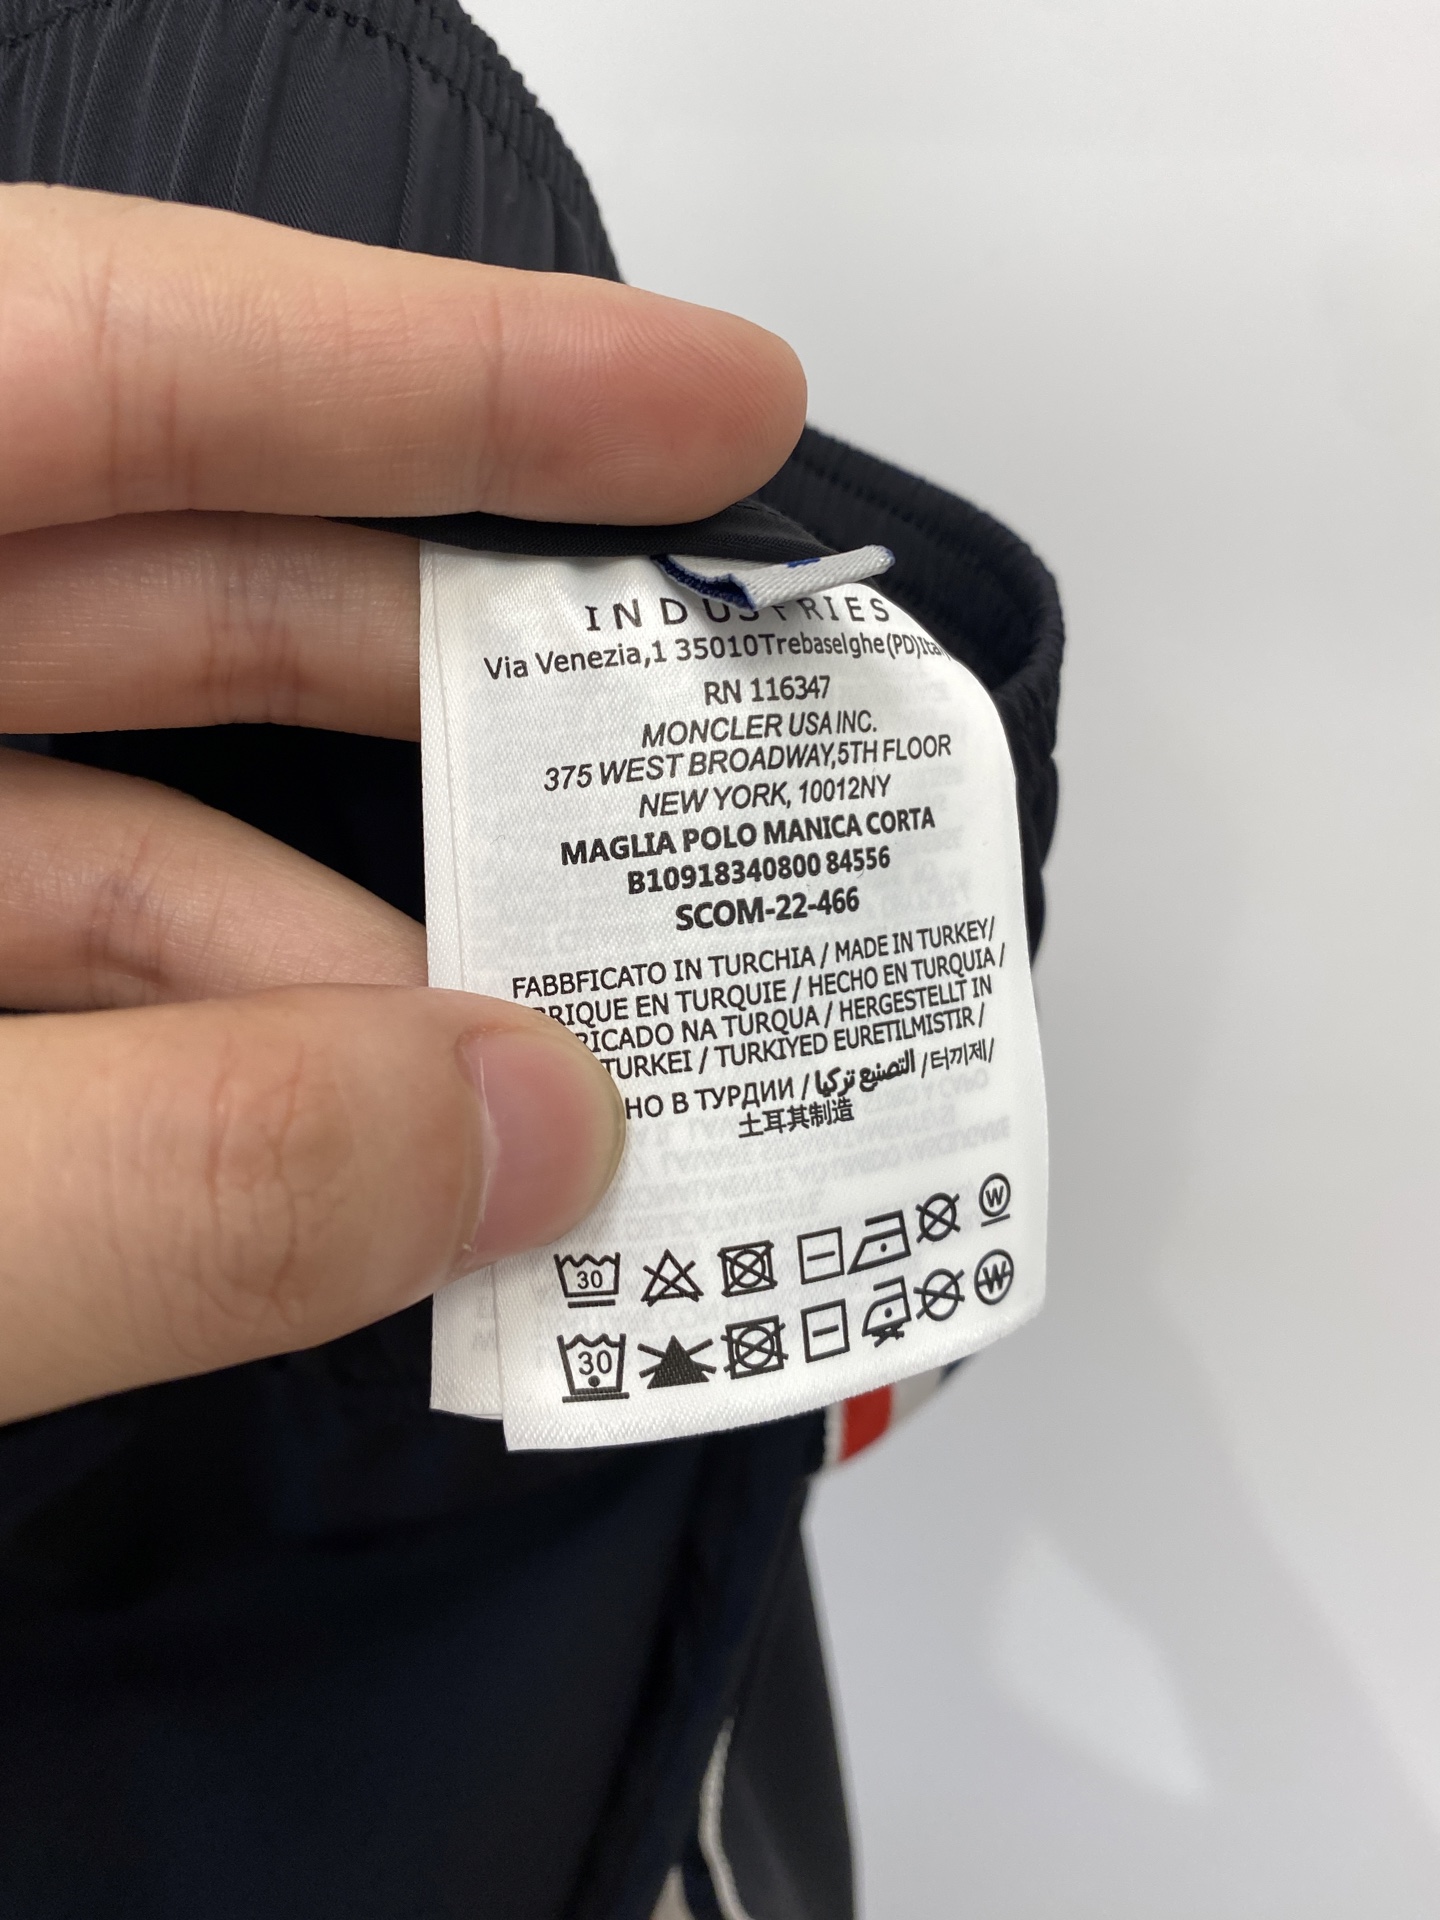 INDUSTRIES
Via Venezia,1 35010Trebaselghe(PD)Ita
RN 116347
MONCLER USA INC.
375 WEST BROADWAY,5TH FLOOR
NEW YORK, 10012NY
MAGLIA POLO MANICA CORTA
B10918340800 84556
SCOM-22-466
FABBFICATO IN TURCHIA / MADE IN TURKEY/
RIQUE EN TURQUIE / HECHO EN TURQUIA /
RICADO NA TURQUA / HERGESTELLT IN
TURKEI / TURKIYED EURETILMISTIR /
HO В ТУРДИИ / التصنيع تركيا /터끼제/
土耳其制造
30 W
30 W